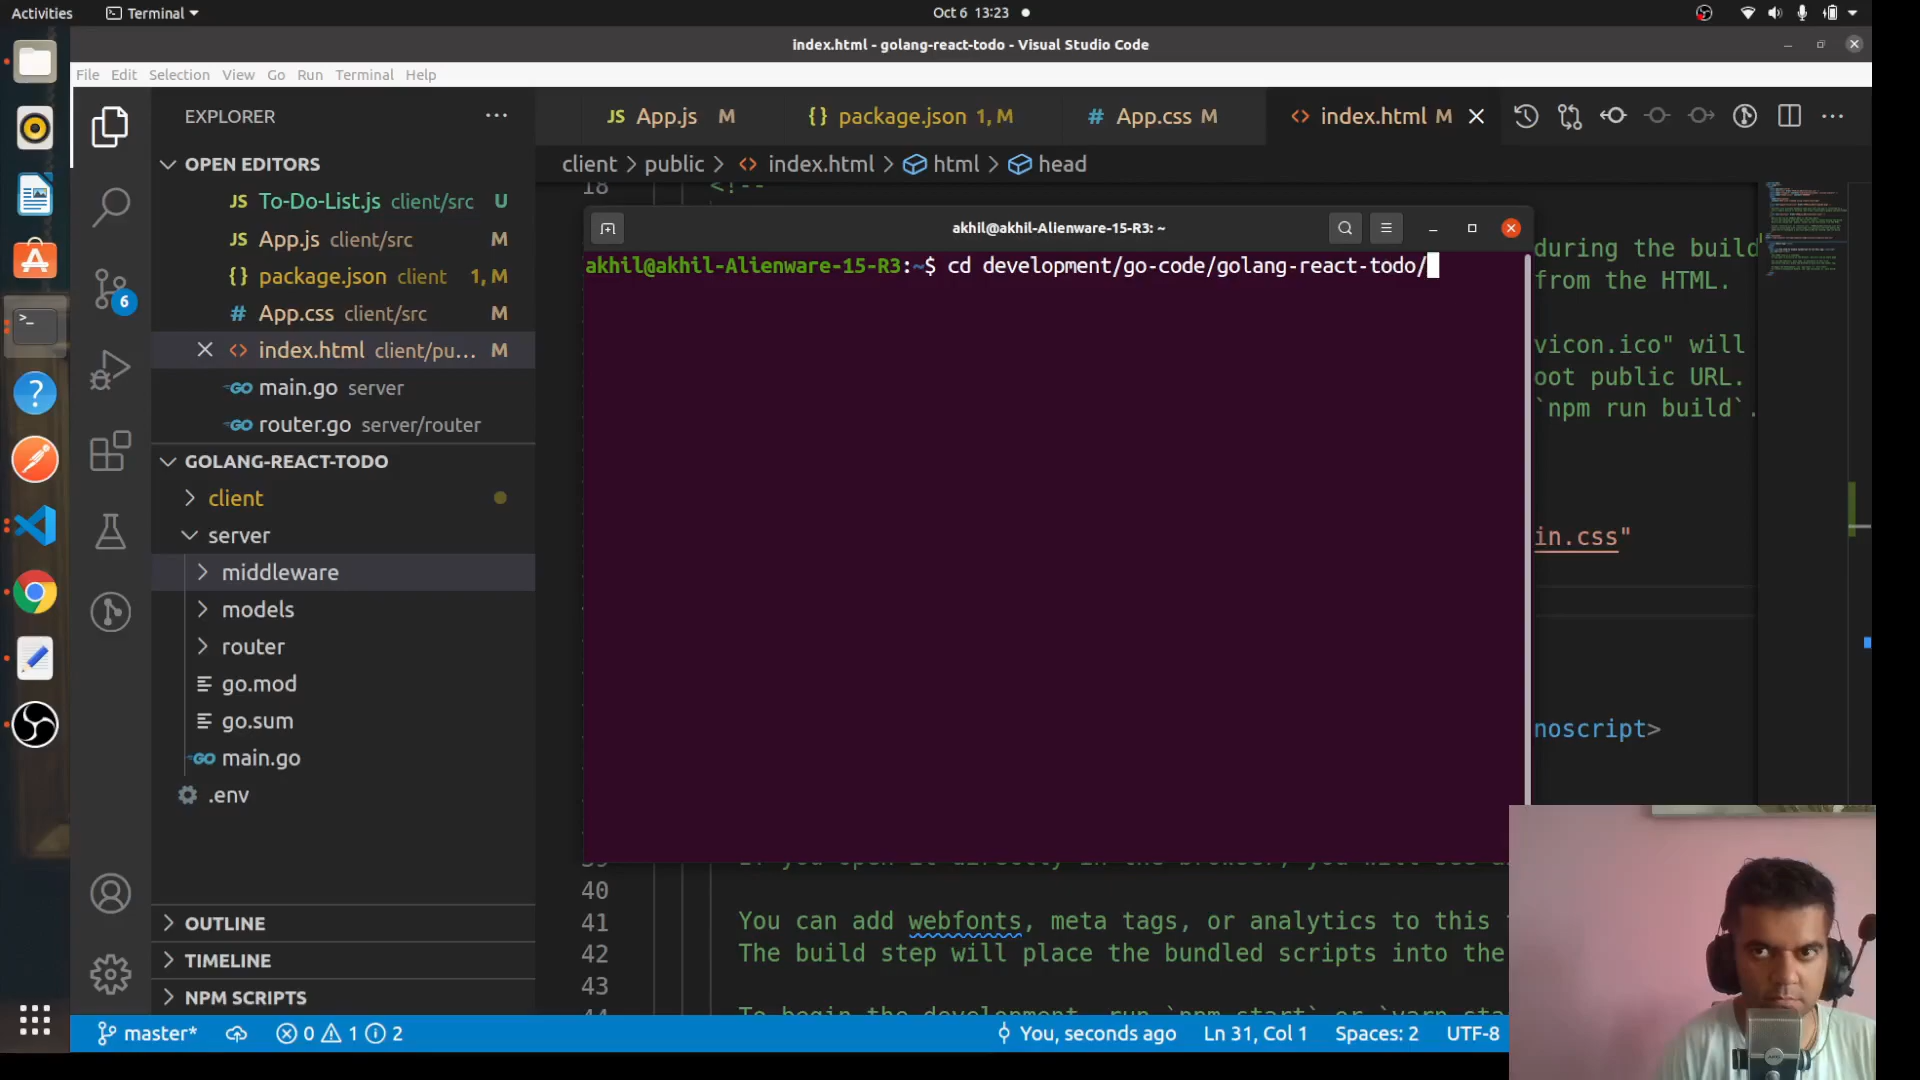 Activities
Terminal
Oct 6 13:23
index.html - golang-react-todo - Visual Studio Code
File Edit Selection View Go Run Terminal Help
EXPLORER
App.js M
package.json 1, M
App.css M
index.html M
client > public > index.html > html > head
OPEN EDITORS
To-Do-List.js client/src U
App.js client/src M
package.json client 1, M
App.css client/src M
index.html client/pu... M
main.go server
router.go server/router
GOLANG-REACT-TODO
client
server
middleware
models
router
go.mod
go.sum
main.go
.env
OUTLINE
TIMELINE
NPM SCRIPTS
6
18 <!--
akhil@akhil-Alienware-15-R3: ~
akhil@akhil-Alienware-15-R3:~$ cd development/go-code/golang-react-todo/
during the build
from the HTML.
vicon.ico" will
oot public URL.
`npm run build`.
in.css"
noscript>
40
41 You can add webfonts, meta tags, or analytics to this
42 The build step will place the bundled scripts into the
43
master* 0 1 2
You, seconds ago Ln 31, Col 1 Spaces: 2 UTF-8